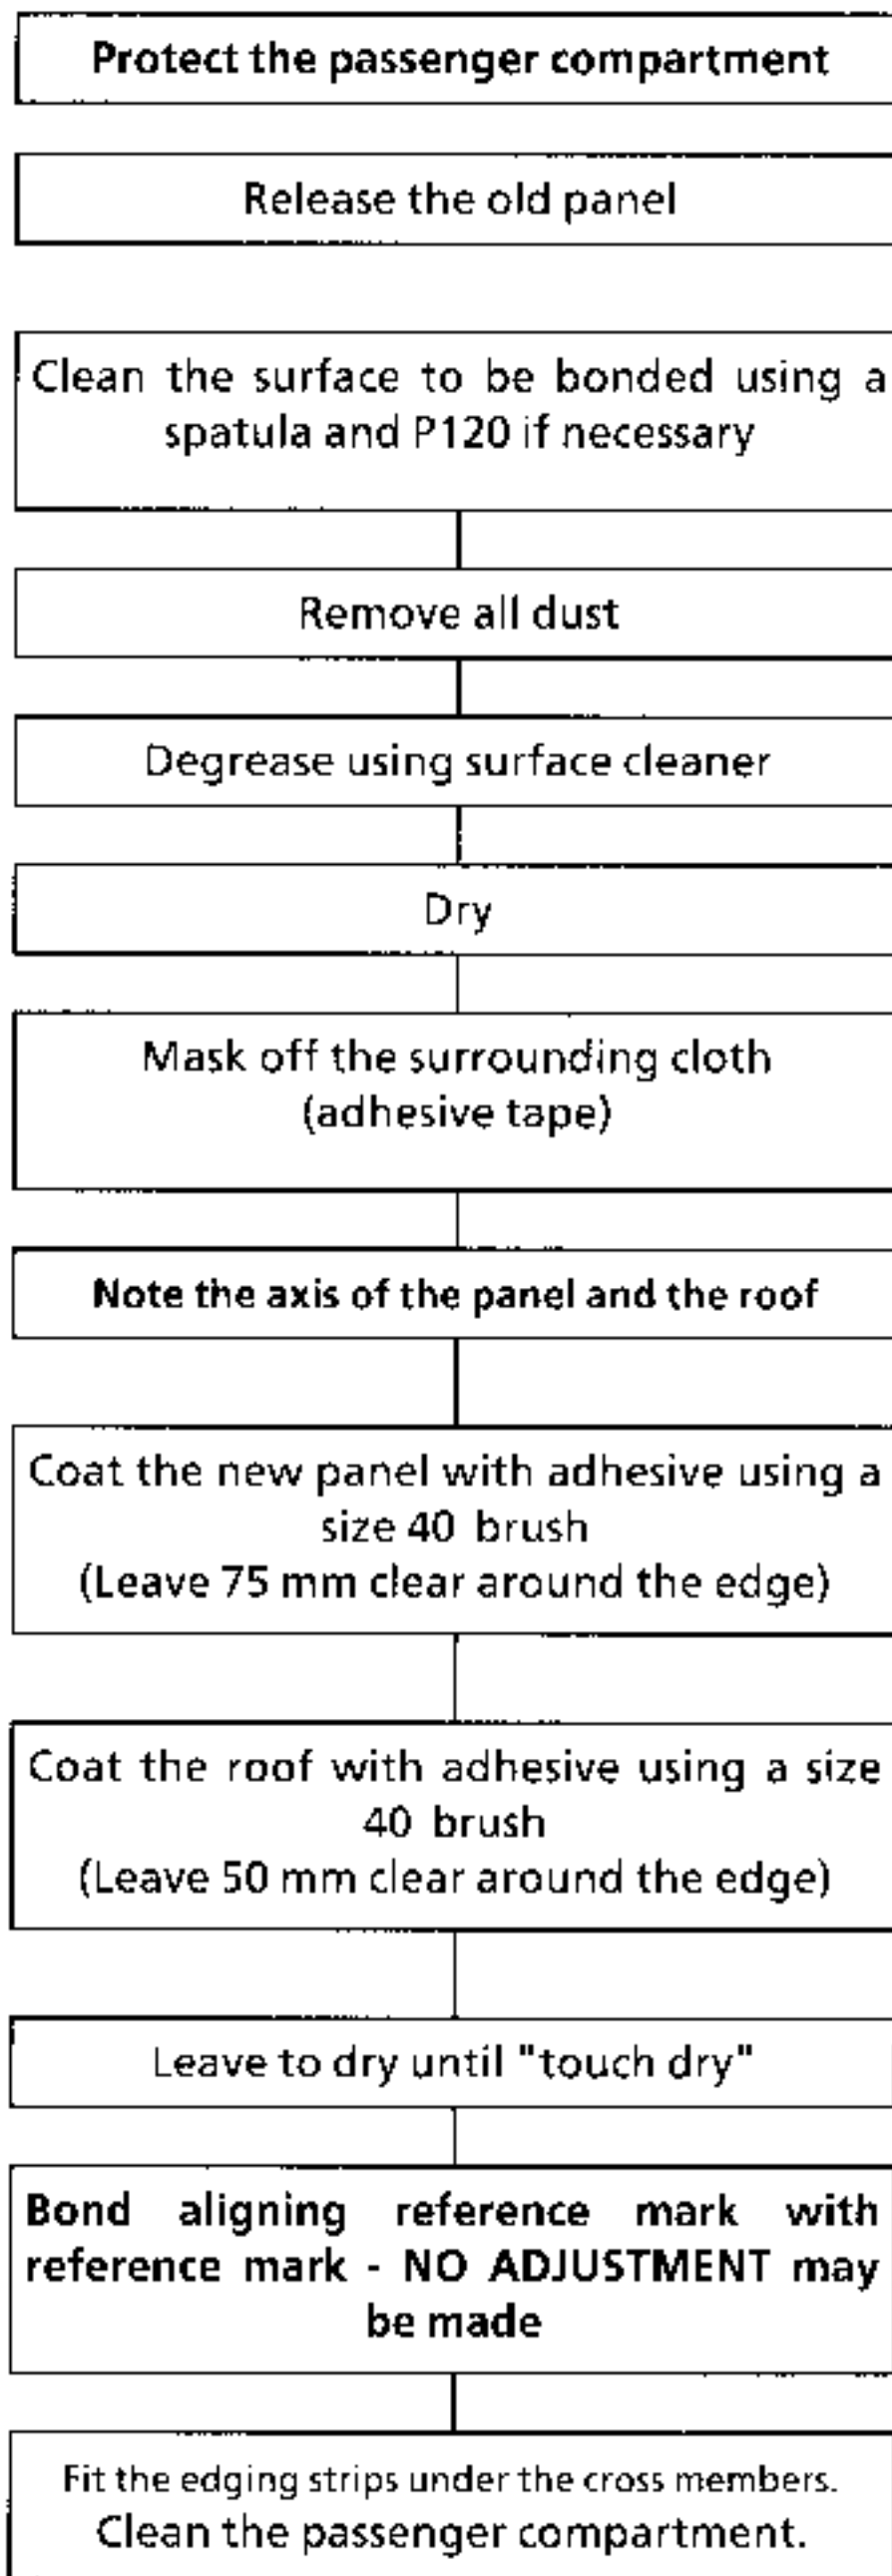 Protect the passenger compartment
Release the old panel
Clean the surface to be bonded using a
spatula and P120 if necessary
Remove all dust
Degrease using surface cleaner
Dry
Mask off the surrounding cloth
(adhesive tape)
Note the axis of the panel and the roof
Coat the new panel with adhesive using a
size 40 brush
(Leave 75 mm clear around the edge)
Coat the roof with adhesive using a size
40 brush
(Leave 50 mm clear around the edge)
Leave to dry until "touch dry"
Bond aligning reference mark with
reference mark - NO ADJUSTMENT may
be made
Fit the edging strips under the cross members.
Clean the passenger compartment.